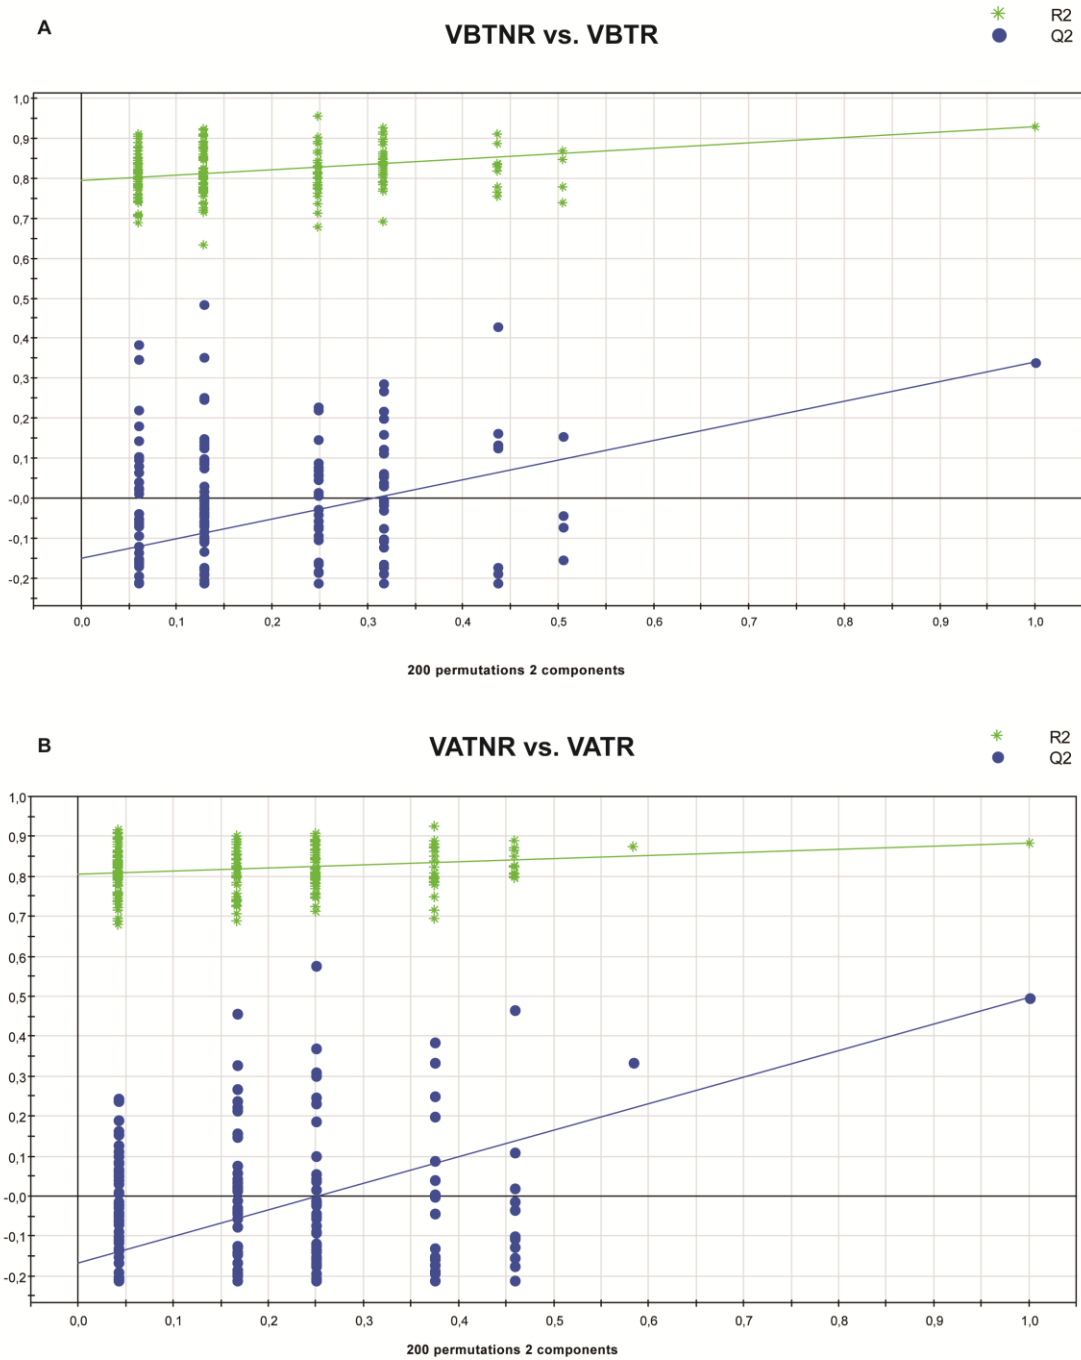 A
VBTNR vs. VBTR
R2
Q2
1,0
0,9
0,8
0,7
0,6
0,5
0,4
0,3
0,2
0,1
-0,0
-0,1
-0,2
0,0 0,1 0,2 0,3 0,4 0,5 0,6 0,7 0,8 0,9 1,0
200 permutations 2 components
B
VATNR vs. VATR
R2
Q2
1,0
0,9
0,8
0,7
0,6
0,5
0,4
0,3
0,2
0,1
-0,0
-0,1
-0,2
0,0 0,1 0,2 0,3 0,4 0,5 0,6 0,7 0,8 0,9 1,0
200 permutations 2 components